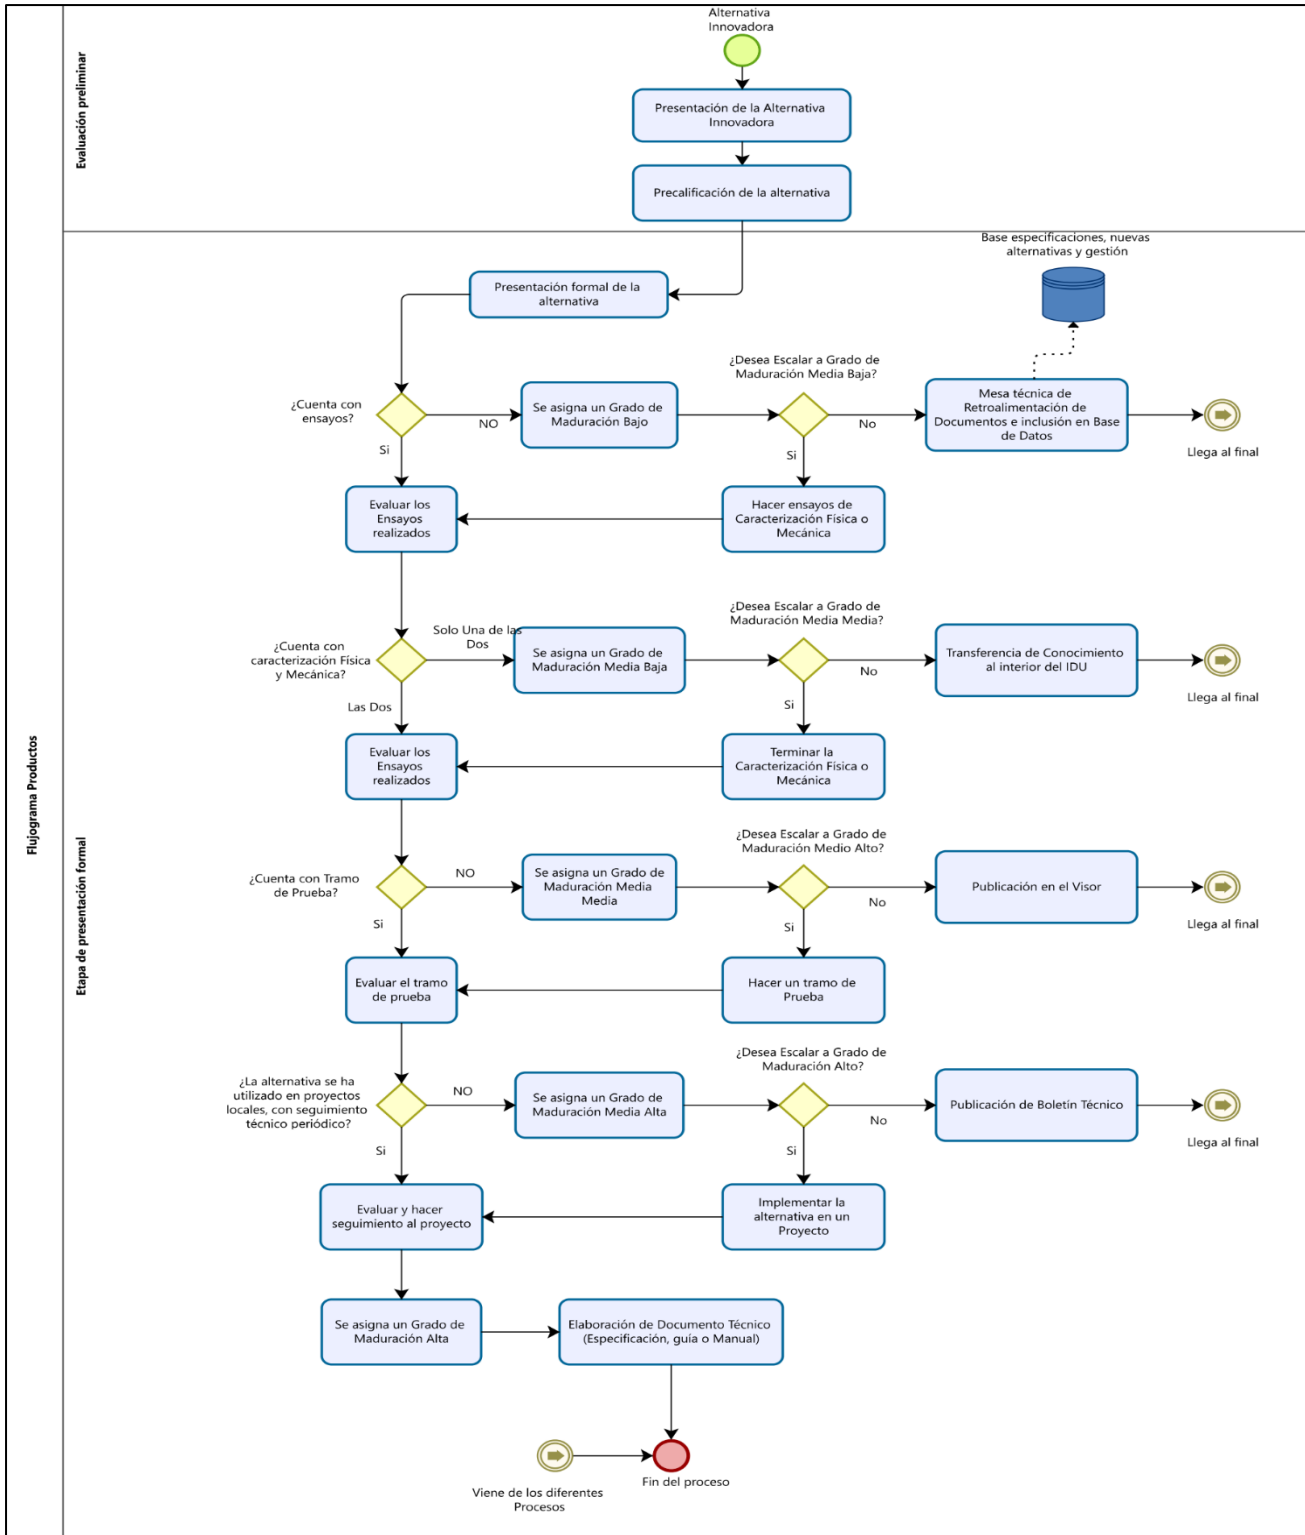 Flujograma Productos
Evaluación preliminar
Alternativa
Innovadora
Presentación de la Alternativa
Innovadora
Precalificación de la alternativa
Etapa de presentación formal
Base especificaciones, nuevas
alternativas y gestión
Presentación formal de la
alternativa
¿Cuenta con
ensayos?
NO
Si
Se asigna un Grado de
Maduración Bajo
¿Desea Escalar a Grado de
Maduración Media Baja?
No
Si
Mesa técnica de
Retroalimentación de
Documentos e inclusión en Base
de Datos
Llega al final
Evaluar los
Ensayos
realizados
Hacer ensayos de
Caracterización Física o
Mecánica
¿Cuenta con
caracterización Física
y Mecánica?
Solo Una de las
Dos
Las Dos
Se asigna un Grado de
Maduración Media Baja
¿Desea Escalar a Grado de
Maduración Media Media?
No
Si
Transferencia de Conocimiento
al interior del IDU
Llega al final
Evaluar los
Ensayos
realizados
Terminar la
Caracterización Física o
Mecánica
¿Cuenta con Tramo
de Prueba?
NO
Si
Se asigna un Grado de
Maduración Media
Media
¿Desea Escalar a Grado de
Maduración Medio Alto?
No
Si
Publicación en el Visor
Llega al final
Evaluar el tramo
de prueba
Hacer un tramo de
Prueba
¿La alternativa se ha
utilizado en proyectos
locales, con seguimiento
técnico periódico?
NO
Si
Se asigna un Grado de
Maduración Media Alta
¿Desea Escalar a Grado de
Maduración Alto?
No
Si
Publicación de Boletín Técnico
Llega al final
Evaluar y hacer
seguimiento al proyecto
Implementar la
alternativa en un
Proyecto
Se asigna un Grado de
Maduración Alta
Elaboración de Documento Técnico
(Especificación, guía o Manual)
Viene de los diferentes
Procesos
Fin del proceso